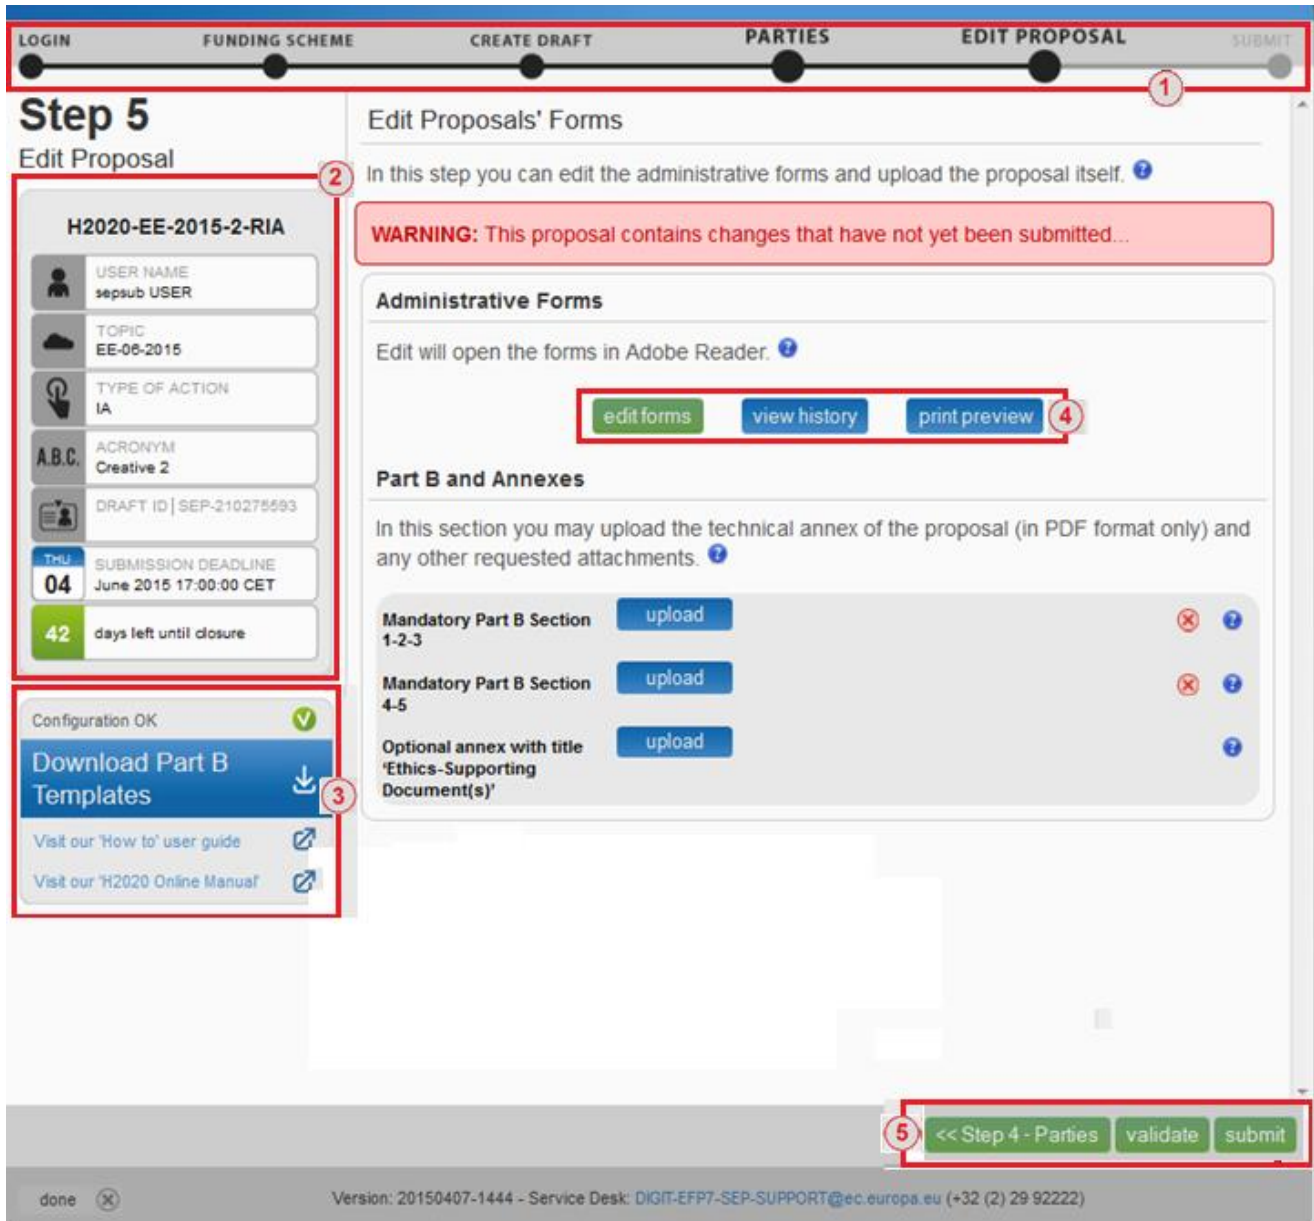 LOGIN
FUNDING SCHEME
CREATE DRAFT
PARTIES
EDIT PROPOSAL
SUBMIT
1
Step 5
Edit Proposal
2
H2020-EE-2015-2-RIA
USER NAME
sepsub USER
TOPIC
EE-06-2015
TYPE OF ACTION
IA
A.B.C.
ACRONYM
Creative 2
DRAFT ID | SEP-210275593
THU
04
SUBMISSION DEADLINE
June 2015 17:00:00 CET
42
days left until closure
Configuration OK
Download Part B
Templates
3
Visit our 'How to' user guide
Visit our 'H2020 Online Manual'
Edit Proposals' Forms
In this step you can edit the administrative forms and upload the proposal itself. ?
WARNING: This proposal contains changes that have not yet been submitted...
Administrative Forms
Edit will open the forms in Adobe Reader. ?
edit forms
view history
print preview
4
Part B and Annexes
In this section you may upload the technical annex of the proposal (in PDF format only) and
any other requested attachments. ?
Mandatory Part B Section
1-2-3
upload
?
Mandatory Part B Section
4-5
upload
?
Optional annex with title
‘Ethics-Supporting
Document(s)’
upload
?
5
<< Step 4 - Parties
validate
submit
done
Version: 20150407-1444 - Service Desk: DIGIT-EFP7-SEP-SUPPORT@ec.europa.eu (+32 (2) 29 92222)